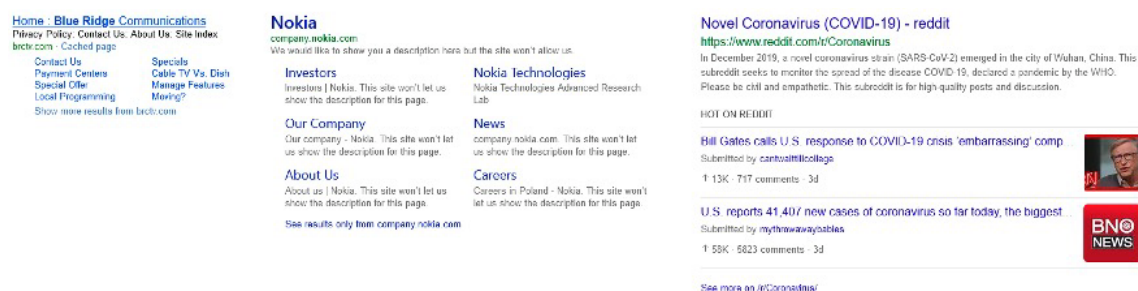 Home : Blue Ridge Communications
Privacy Policy. Contact Us. About Us. Site Index
brctv.com · Cached page
Contact Us
Payment Centers
Special Offer
Local Programming
Specials
Cable TV Vs. Dish
Manage Features
Moving?
Show more results from brctv.com
Nokia
company.nokia.com
We would like to show you a description here but the site won't allow us.
Investors
Investors | Nokia. This site won't let us
show the description for this page.
Nokia Technologies
Nokia Technologies Advanced Research
Lab
Our Company
Our company - Nokia. This site won't let
us show the description for this page.
News
company.nokia.com. This site won't let
us show the description for this page.
About Us
About us | Nokia. This site won't let us
show the description for this page.
Careers
Careers in Poland - Nokia. This site won't
let us show the description for this page.
See results only from company.nokia.com
Novel Coronavirus (COVID-19) - reddit
https://www.reddit.com/r/Coronavirus
In December 2019, a novel coronavirus strain (SARS-CoV-2) emerged in the city of Wuhan, China. This
subreddit seeks to monitor the spread of the disease COVID-19, declared a pandemic by the WHO.
Please be civil and empathetic. This subreddit is for high-quality posts and discussion.
HOT ON REDDIT
Bill Gates calls U.S. response to COVID-19 crisis 'embarrassing' comp...
Submitted by cantwaittillcollege
↑ 13K · 717 comments · 3d
U.S. reports 41,407 new cases of coronavirus so far today, the biggest...
Submitted by mythrowawaybabies
↑ 58K · 5823 comments · 3d
BNO
NEWS
See more on /r/Coronavirus/